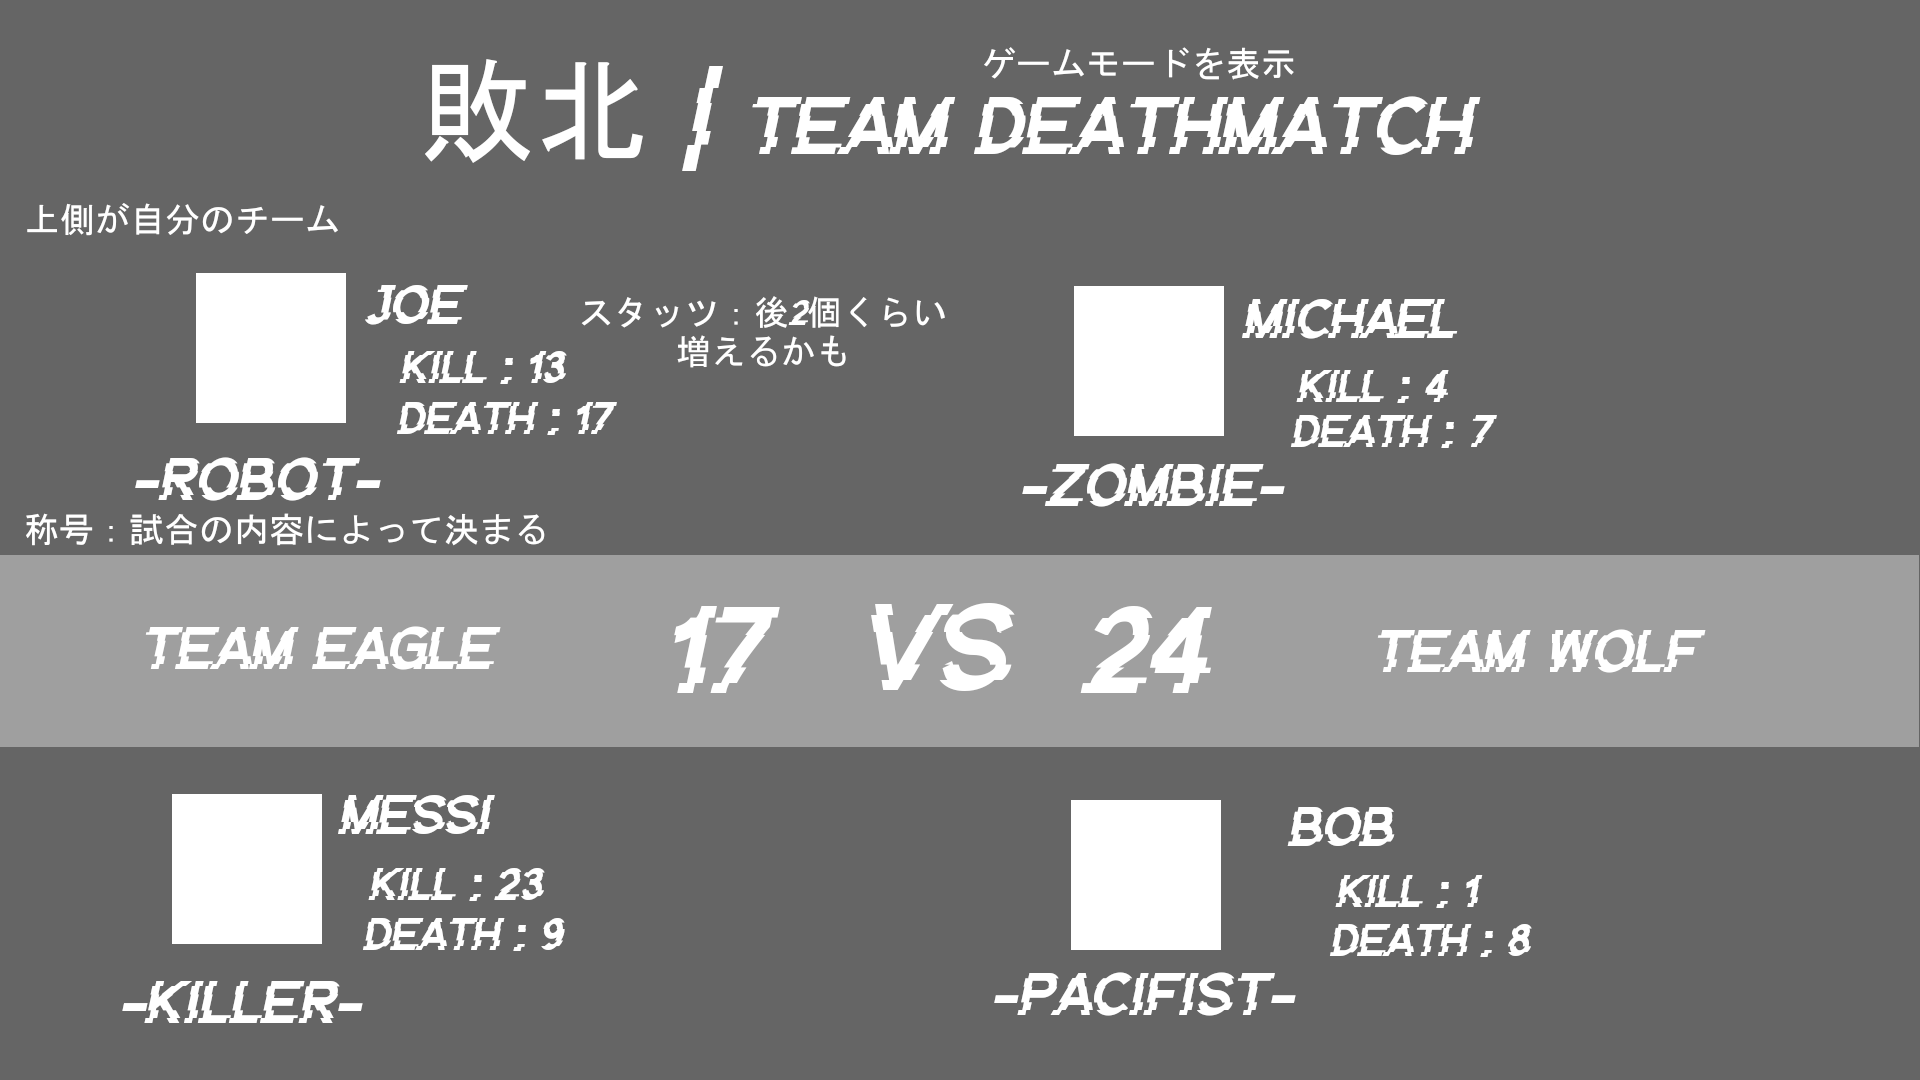 ゲームモードを表示
敗北 / TEAM DEATHMATCH
上側が自分のチーム
JOE
KILL : 13
DEATH : 17
-ROBOT-
スタッツ : 後2個くらい
増えるかも
MICHAEL
KILL : 4
DEATH : 7
-ZOMBIE-
称号 : 試合の内容によって決まる
TEAM EAGLE 17 VS 24 TEAM WOLF
MESSI
KILL : 23
DEATH : 9
-KILLER-
BOB
KILL : 1
DEATH : 8
-PACIFIST-